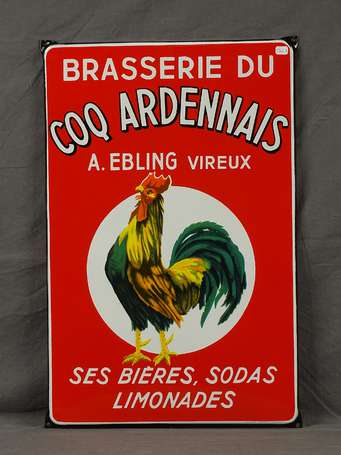 BRASSERIE DU
COQ ARDENNAIS
A. EBLING VIREUX
SES BIÈRES, SODAS
LIMONADES